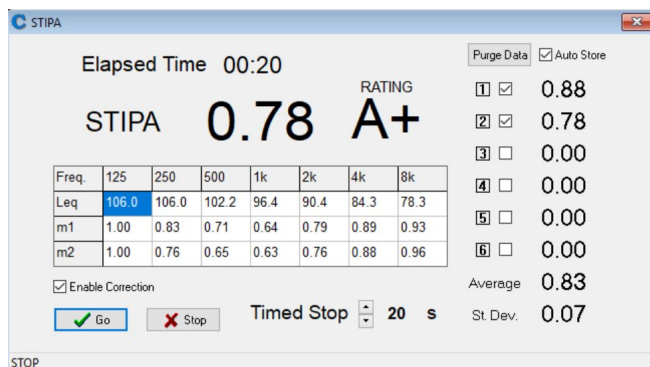 STIPA
Elapsed Time 00:20
Purge Data Auto Store
STIPA 0.78 RATING A+
1 0.88
2 0.78
3 0.00
4 0.00
5 0.00
6 0.00
Average 0.83
St. Dev. 0.07
Freq. 125 250 500 1k 2k 4k 8k
Leq 106.0 106.0 102.2 96.4 90.4 84.3 78.3
m1 1.00 0.83 0.71 0.64 0.79 0.89 0.93
m2 1.00 0.76 0.65 0.63 0.76 0.88 0.96
Enable Correction
Go Stop Timed Stop 20 s
STOP